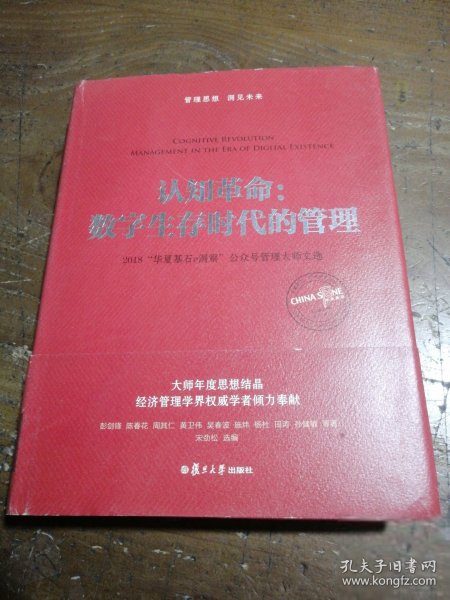 管理思想 洞见未来
COGNITIVE REVOLUTION
MANAGEMENT IN THE ERA OF DIGITAL EXISTENCE
认知革命：
数字生存时代的管理
2018“华夏基石e洞察”公众号管理大师文选
CHINA STONE
大师年度思想结晶
经济管理学界权威学者倾力奉献
彭剑锋 陈春花 周其仁 黄卫伟 吴春波 施炜 杨杜 田涛 孙健敏 等著
宋劲松 选编
复旦大学出版社
孔夫子旧书网
www.kongfz.com